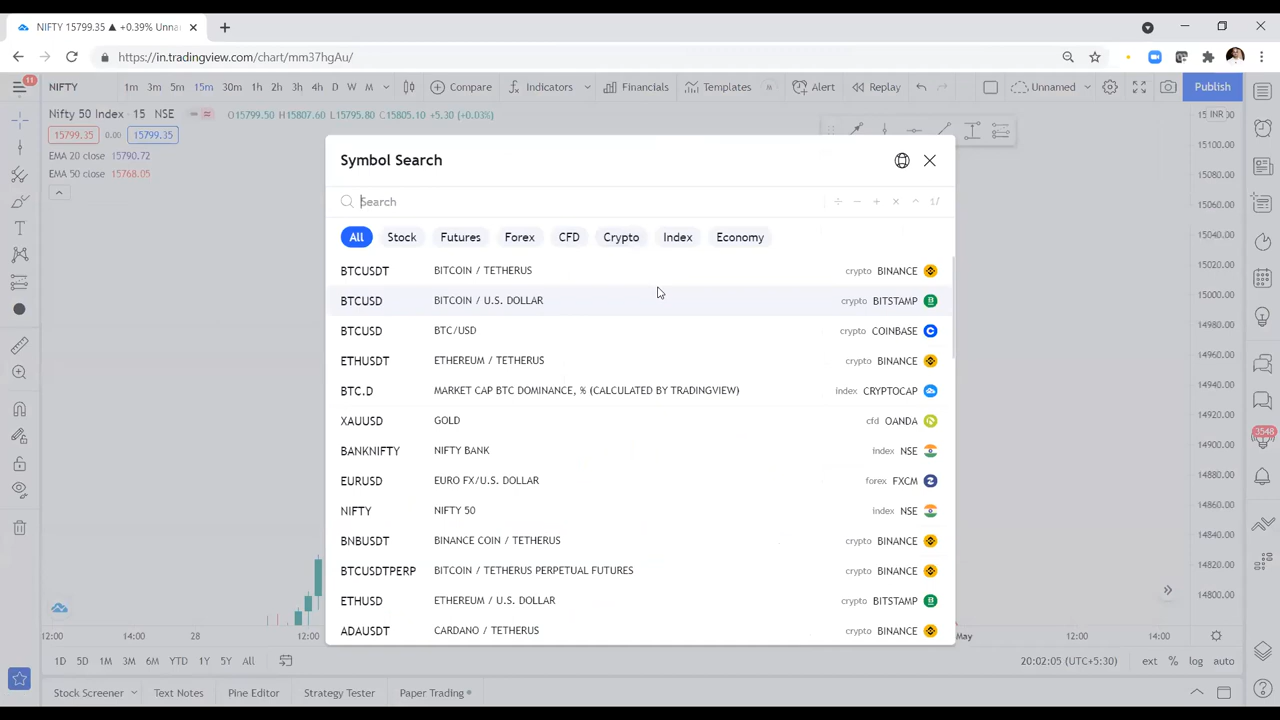 NIFTY 15799.35 ▲ +0.39% Unna
https://in.tradingview.com/chart/mm37hgAu/
11
NIFTY 1m 3m 5m 15m 30m 1h 2h 3h 4h D W M Compare Indicators Financials Templates Alert Replay Unnamed Publish
Nifty 50 Index · 15 · NSE O15799.50 H15807.60 L15795.80 C15805.10 +5.30 (+0.03%)
15799.35 0.00 15799.35
EMA 20 close 15790.72
EMA 50 close 15768.05
Symbol Search
Search
÷ − + × ^ 1/
All Stock Futures Forex CFD Crypto Index Economy
BTCUSDT BITCOIN / TETHERUS crypto BINANCE
BTCUSD BITCOIN / U.S. DOLLAR crypto BITSTAMP
BTCUSD BTC/USD crypto COINBASE
ETHUSDT ETHEREUM / TETHERUS crypto BINANCE
BTC.D MARKET CAP BTC DOMINANCE, % (CALCULATED BY TRADINGVIEW) index CRYPTOCAP
XAUUSD GOLD cfd OANDA
BANKNIFTY NIFTY BANK index NSE
EURUSD EURO FX/U.S. DOLLAR forex FXCM
NIFTY NIFTY 50 index NSE
BNBUSDT BINANCE COIN / TETHERUS crypto BINANCE
BTCUSDTPERP BITCOIN / TETHERUS PERPETUAL FUTURES crypto BINANCE
ETHUSD ETHEREUM / U.S. DOLLAR crypto BITSTAMP
ADAUSDT CARDANO / TETHERUS crypto BINANCE
INR
15100.00
15080.00
15060.00
15040.00
15020.00
15000.00
14980.00
14960.00
14940.00
14920.00
14900.00
14880.00
14860.00
14840.00
14820.00
14800.00
3548
12:00 14:00 28 12:00 May 12:00 14:00
1D 5D 1M 3M 6M YTD 1Y 5Y All 20:02:05 (UTC+5:30) ext % log auto
Stock Screener Text Notes Pine Editor Strategy Tester Paper Trading